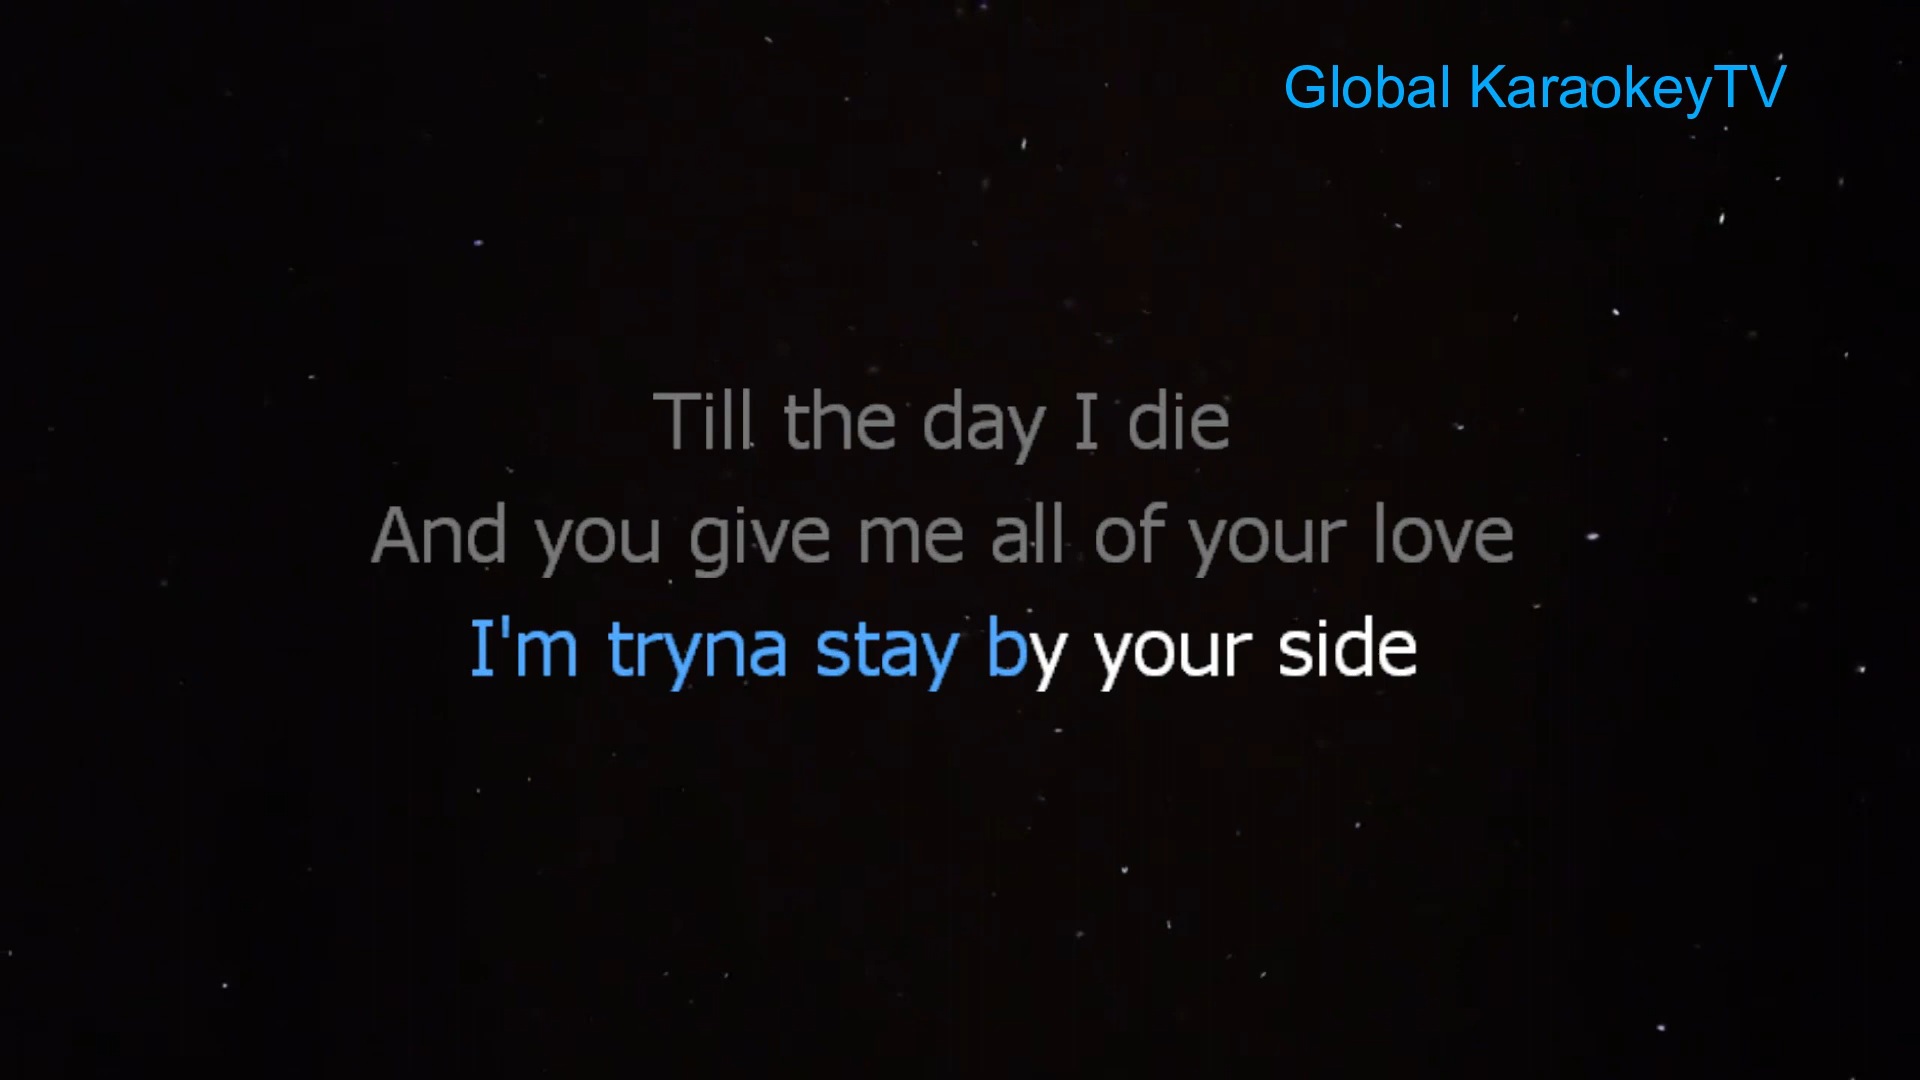 Global KaraokeyTV
Till the day I die
And you give me all of your love
I'm tryna stay by your side